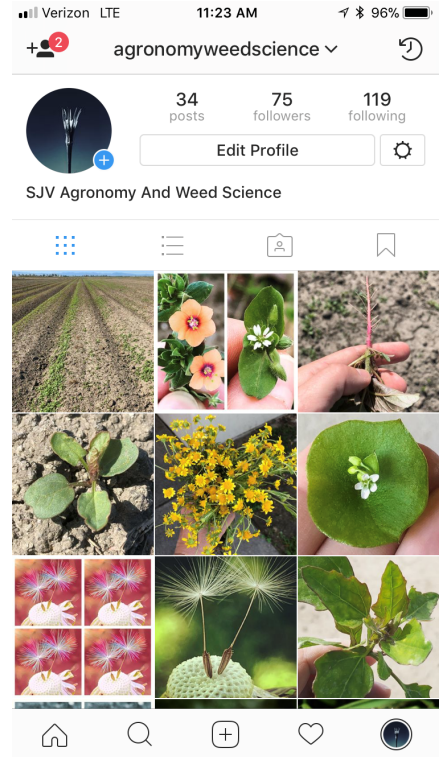 Verizon LTE 11:23 AM 96%
2 agronomyweedscience
34 75 119
posts followers following
Edit Profile
SJV Agronomy And Weed Science